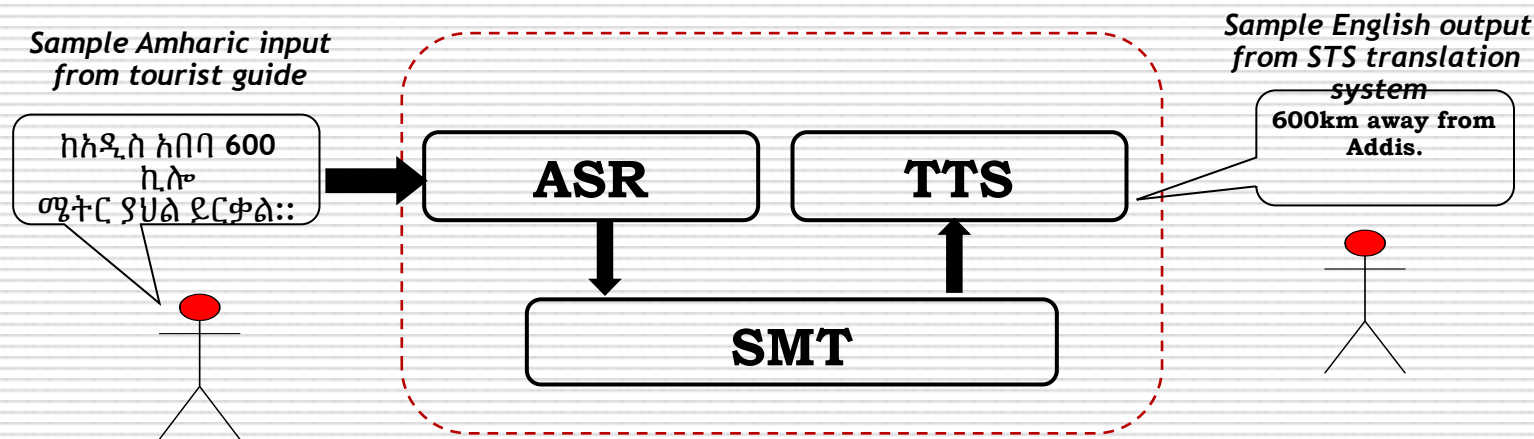 Sample Amharic input
from tourist guide
ከአዲስ አበባ 600
ኪሎ
ሜትር ያህል ይርቃል::
ASR
TTS
SMT
Sample English output
from STS translation
system
600km away from
Addis.